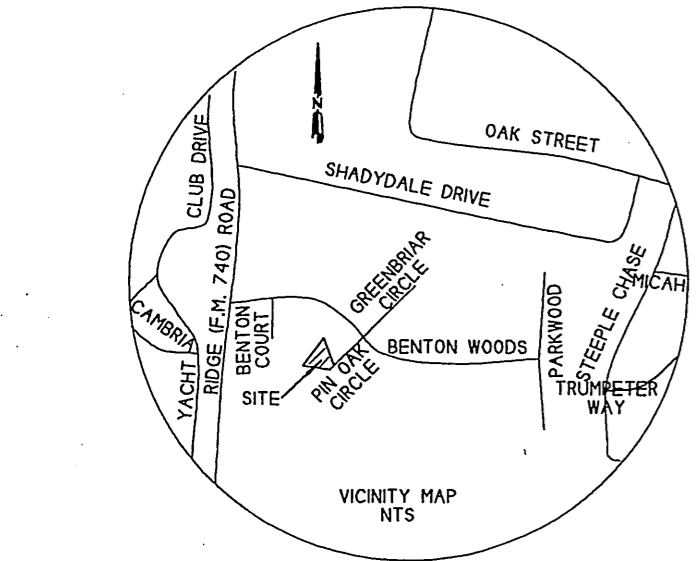 N
OAK STREET
SHADYDALE DRIVE
CLUB DRIVE
RIDGE (F.M. 740) ROAD
GREENBRIAR
CIRCLE
STEEPLE CHASE
MICAH
CAMBRIA
YACHT
BENTON
COURT
PIN OAK
CIRCLE
BENTON WOODS
PARKWOOD
SITE
TRUMPETER
WAY
VICINITY MAP
NTS